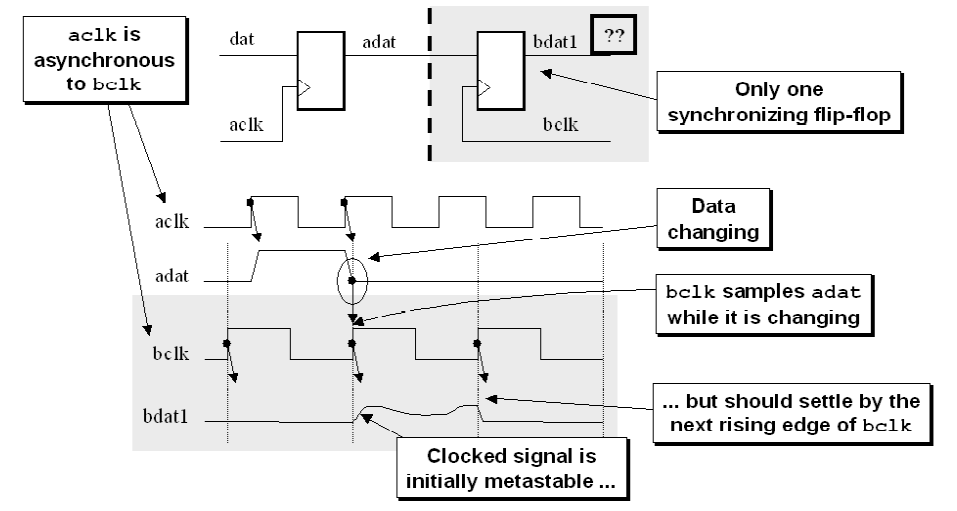 aclk is
asynchronous
to bclk
dat
adat
bdat1
??
aclk
bclk
Only one
synchronizing flip-flop
aclk
Data
changing
adat
bclk samples adat
while it is changing
bclk
bdat1
... but should settle by the
next rising edge of bclk
Clocked signal is
initially metastable ...